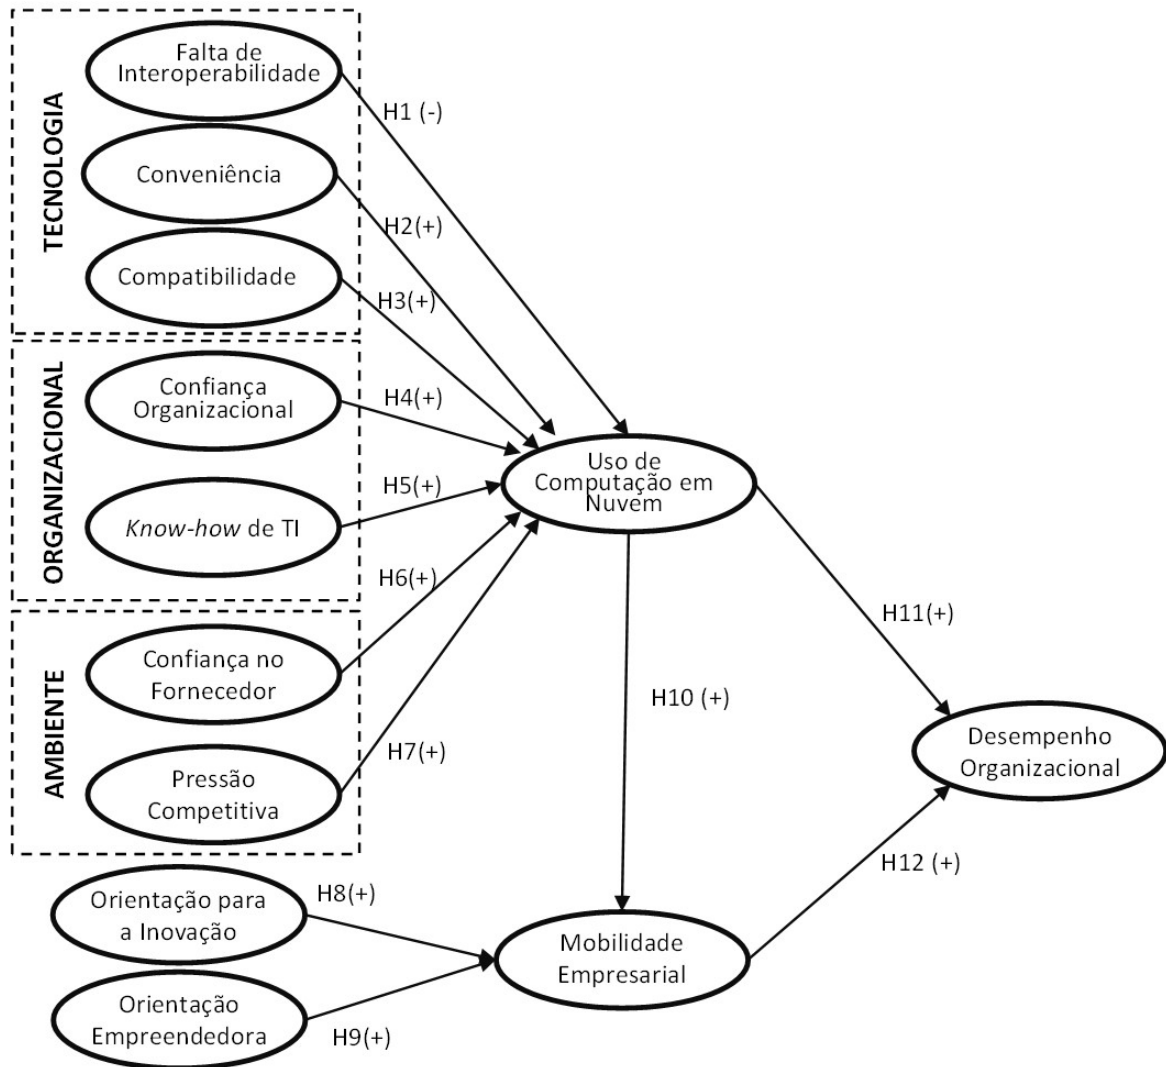 TECNOLOGIA
Falta de
Interoperabilidade
H1 (-)
Conveniência
H2(+)
Compatibilidade
H3(+)
ORGANIZACIONAL
Confiança
Organizacional
H4(+)
Know-how de TI
H5(+)
Uso de
Computação em
Nuvem
AMBIENTE
Confiança no
Fornecedor
H6(+)
Pressão
Competitiva
H7(+)
H10 (+)
H11(+)
Desempenho
Organizacional
Orientação para
a Inovação
H8(+)
Orientação
Empreendedora
H9(+)
Mobilidade
Empresarial
H12 (+)